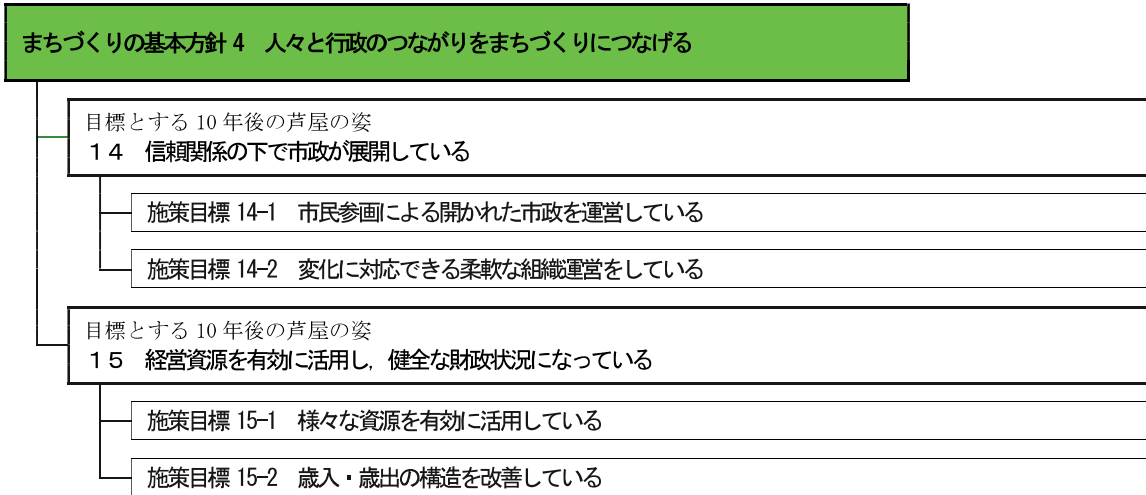 まちづくりの基本方針4　人々と行政のつながりをまちづくりにつなげる
目標とする 10 年後の芦屋の姿
１４　信頼関係の下で市政が展開している
施策目標 14-1　市民参画による開かれた市政を運営している
施策目標 14-2　変化に対応できる柔軟な組織運営をしている
目標とする 10 年後の芦屋の姿
１５　経営資源を有効に活用し，健全な財政状況になっている
施策目標 15-1　様々な資源を有効に活用している
施策目標 15-2　歳入・歳出の構造を改善している